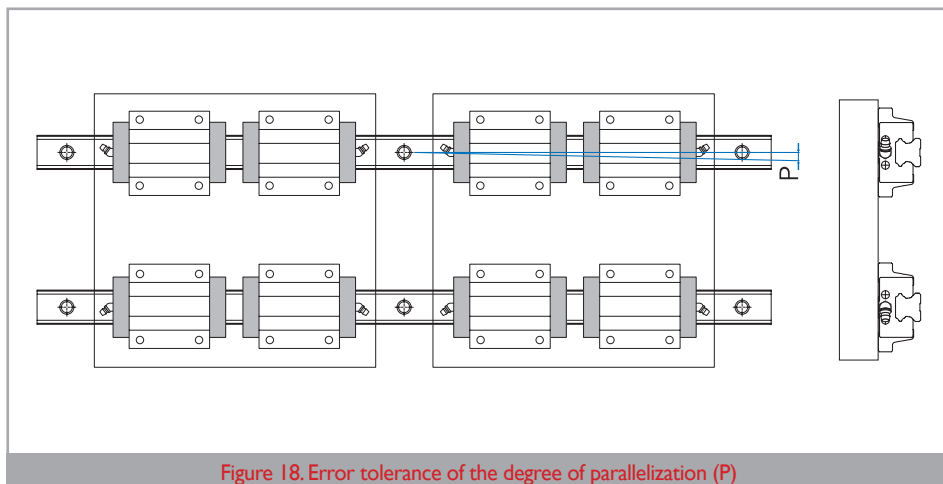 P
Figure 18. Error tolerance of the degree of parallelization (P)